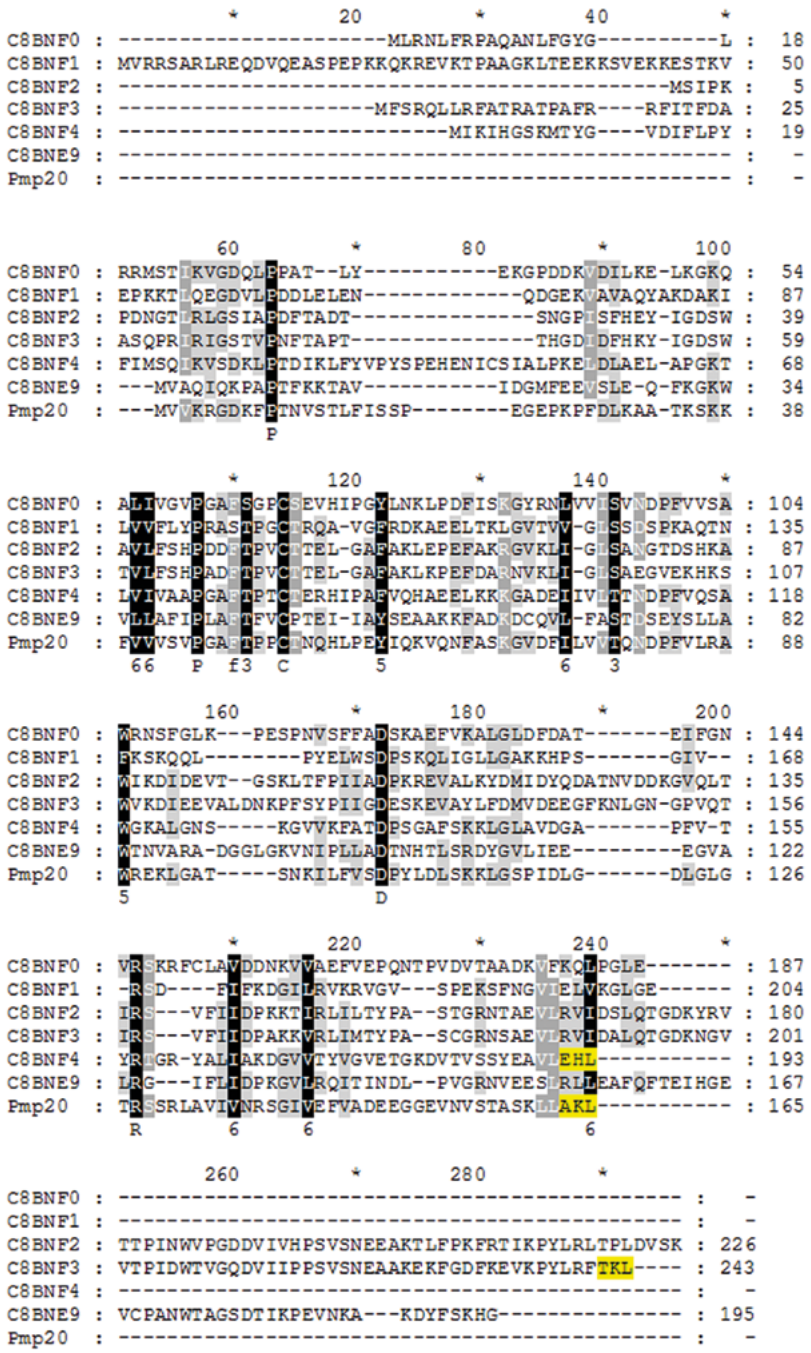 *        20         *        40         *
C8BNF0 : ----------------------MLRNLFRPAQANLFGYG----------L : 18
C8BNF1 : MVRRSARLREQDVQEASPEPKKQKREVKTPAAGKLTEEKKSVEKKESTKV : 50
C8BNF2 : ---------------------------------------------MSIPK : 5
C8BNF3 : ---------------------MFSRQLLRFATRATPAFR----RFITFDA : 25
C8BNF4 : ---------------------------MIKIHGSKMTYG----VDIFLPY : 19
C8BNE9 : -------------------------------------------------- : -
Pmp20 : -------------------------------------------------- : -
60         *        80         *       100
C8BNF0 : RRMSTIKVGDQLPPAT--LY-----------EKGPDDKVDILKE-LKGKQ : 54
C8BNF1 : EPKKTLQEGDVLPDDLELEN-------------QDGEKVAVAQYAKDAKI : 87
C8BNF2 : PDNGTLRLGSIAPDFTADT---------------SNGPISFHEY-IGDSW : 39
C8BNF3 : ASQPRIRIGSTVPNFTAPT---------------THGDIDFHKY-IGDSW : 59
C8BNF4 : FIMSQIKVSDKLPTDIKLFYVPYSPEHENICSIALPKELDLAEL-APGKT : 68
C8BNE9 : ---MVAQIQKPAPTFKKTAV-----------IDGMFEEVSLE-Q-FKGKW : 34
Pmp20 : ---MVVKRGDKFPTNVSTLFISSP--------EGEPKPFDLKAA-TKSKK : 38
P
*       120         *       140         *
C8BNF0 : ALIVGVPGAFSGPCSEVHIPGYLNKLPDFISKGYRNLVVISVNDPFVVSA : 104
C8BNF1 : LVVFLYPRASTPGCTRQA-VGFRDKAEELTKLGVTVV-GLSSDSPKAQTN : 135
C8BNF2 : AVLFSHPDDFTPVCTTEL-GAFAKLEPEFAKRGVKLI-GLSANGTDSHKA : 87
C8BNF3 : TVLFSHPADFTPVCTTEL-GAFAKLKPEFDARNVKLI-GLSAEGVEKHKS : 107
C8BNF4 : LVIVAAPGAFTPTCTERHIPAFVQHAEELKKKGADEIIVLTTNDPFVQSA : 118
C8BNE9 : VLLAFIPLAFTFVCPTEI-IAYSEAAKKFADKDCQVL-FASTDSEYSLLA : 82
Pmp20 : FVVVSVPGAFTPPCTNQHLPEYIQKVQNFASKGVDFILVVTQNDPFVLRA : 88
66 P f3 C 5 6 3
160         *       180         *       200
C8BNF0 : WRNSFGLK---PESPNVSFFADSKAEFVKALGLDFDAT------EIFGN : 144
C8BNF1 : FKSKQQL-------PYELWSDPSKQLIGLLGAKKHPS-------GIV-- : 168
C8BNF2 : WIKDIDEVT--GSKLTFPIIADPKREVALKYDMIDYQDATNVDDKGVQLT : 135
C8BNF3 : WVKDIEEVALDNKPFSYPIIGDESKEVAYLFDMVDEEGFKNLGN-GPVQT : 156
C8BNF4 : WGKALGNS-----KGVVKFATDPSGAFSKKLGLAVDGA-----PFV-T : 155
C8BNE9 : WTNVARA-DGGLGKVNIPLLADTNHTLSRDYGVLIEE-------EGVA : 122
Pmp20 : WREKLGAT-----SNKILFVSDPYLDLSKKLGSPIDLG-----DLGLG : 126
5 D
*       220         *       240         *
C8BNF0 : VRSKRFCLAVDDNKVVAEFVEPQNTPVDVTAADKVFKQLPGLE------- : 187
C8BNF1 : -RSD---FIFKDGILRVKRVGV---SPEKSFNGVIELVKGLGE------- : 204
C8BNF2 : IRS---VFIIDPKKTIRLILTYPA-STGRNTAEVLRVIDSLQTGDKYRV : 180
C8BNF3 : IRS---VFIIDPAKKVRLIMTYPA-SCGRNSAEVLRVIDALQTGDKNGV : 201
C8BNF4 : YRTGR-YALIAKDGVVTYVGVETGKDVTVSSYEAVLEHL----------- : 193
C8BNE9 : LRG---IFLIDPKGVLRQITINDL-PVGRNVEESLRLLEAFQFTEIHGE : 167
Pmp20 : TRSSRLAVIVNRSGIVEFVADEEGGEVNVSTASKLLAKL----------- : 165
R 6 6 6
260         *       280         *
C8BNF0 : ---------------------------------------------- : -
C8BNF1 : ---------------------------------------------- : -
C8BNF2 : TTPINWVPGDDVIVHPSVSNEEAKTLFPKFRTIKPYLRLTPLDVSK : 226
C8BNF3 : VTPIDWTVGQDVIIPPSVSNEAAKEKFGDFKEVKPYLRFTKL---- : 243
C8BNF4 : ---------------------------------------------- : -
C8BNE9 : VCPANWTAGSDTIKPEVNKA---KDYFSKHG--------------- : 195
Pmp20 : ---------------------------------------------- : -